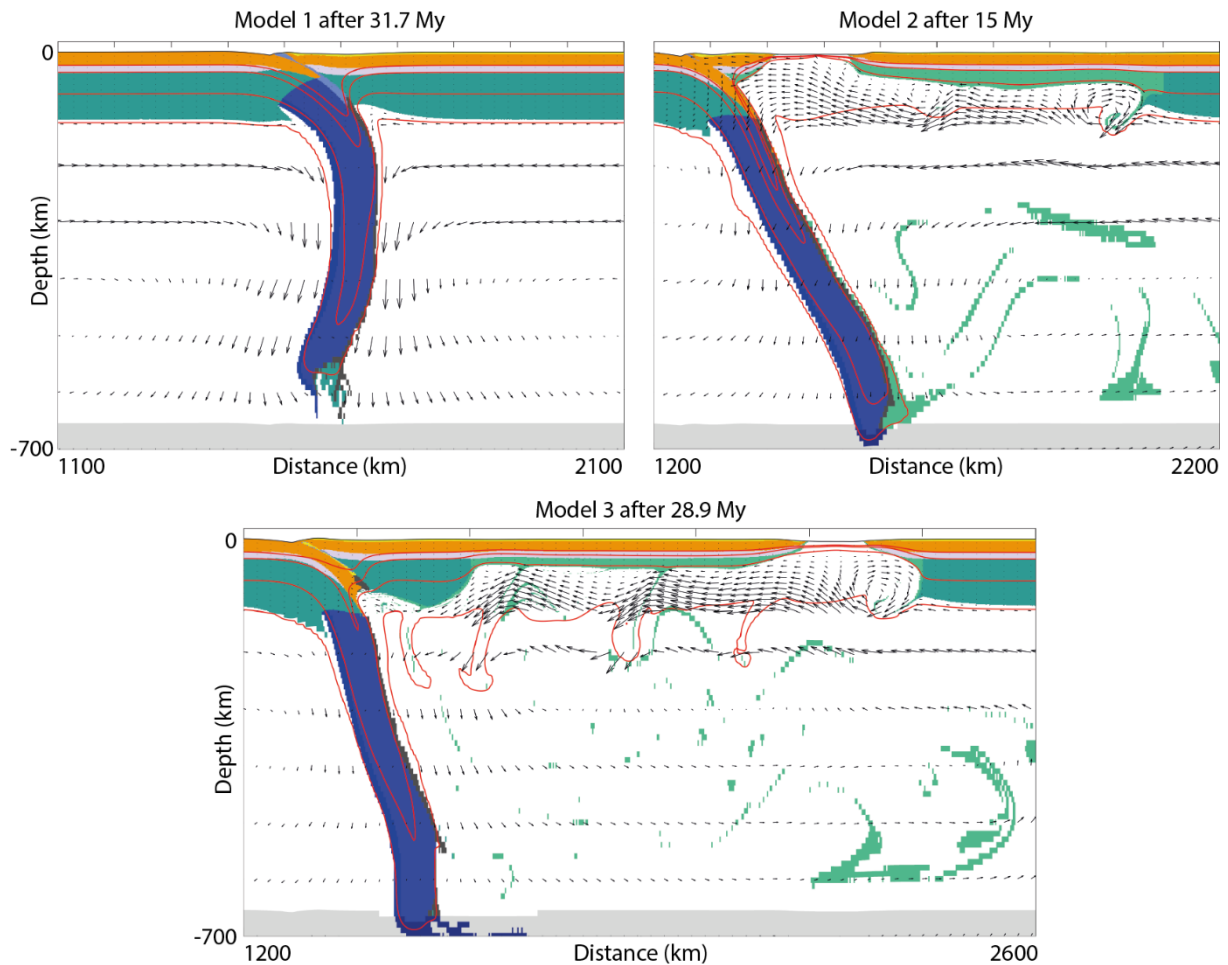 Model 1 after 31.7 My
Model 2 after 15 My
0
Depth (km)
-700
1100
Distance (km)
2100
1200
Distance (km)
2200
Model 3 after 28.9 My
0
Depth (km)
-700
1200
Distance (km)
2600